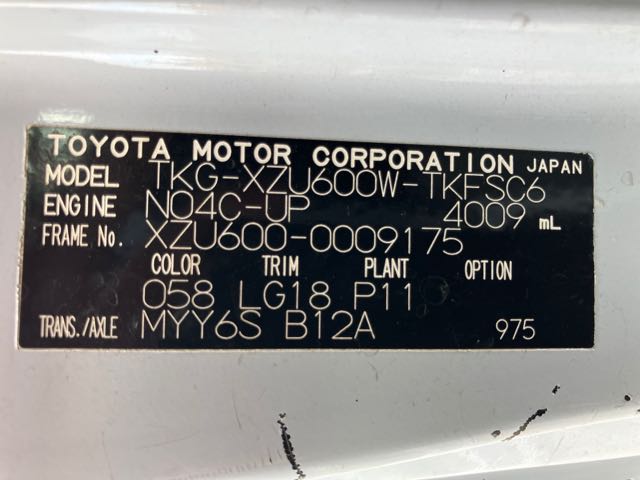 TOYOTA MOTOR CORPORATION JAPAN
MODEL TKG-XZU600W-TKFSC6
ENGINE N04C-UP 4009 mL
FRAME No. XZU600-0009175
COLOR TRIM PLANT OPTION
058 LG18 P11
TRANS./AXLE MYY6S B12A 975